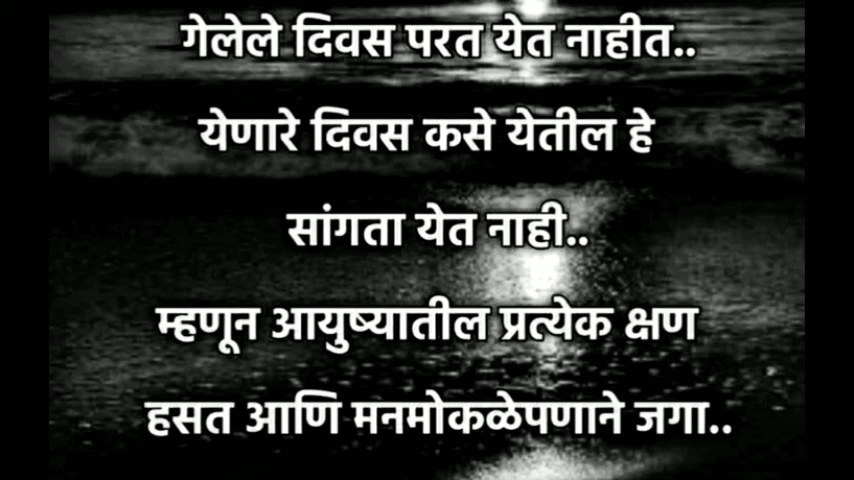 गेलेले दिवस परत येत नाहीत..
येणारे दिवस कसे येतील हे
सांगता येत नाही..
म्हणून आयुष्यातील प्रत्येक क्षण
हसत आणि मनमोकळेपणाने जगा..